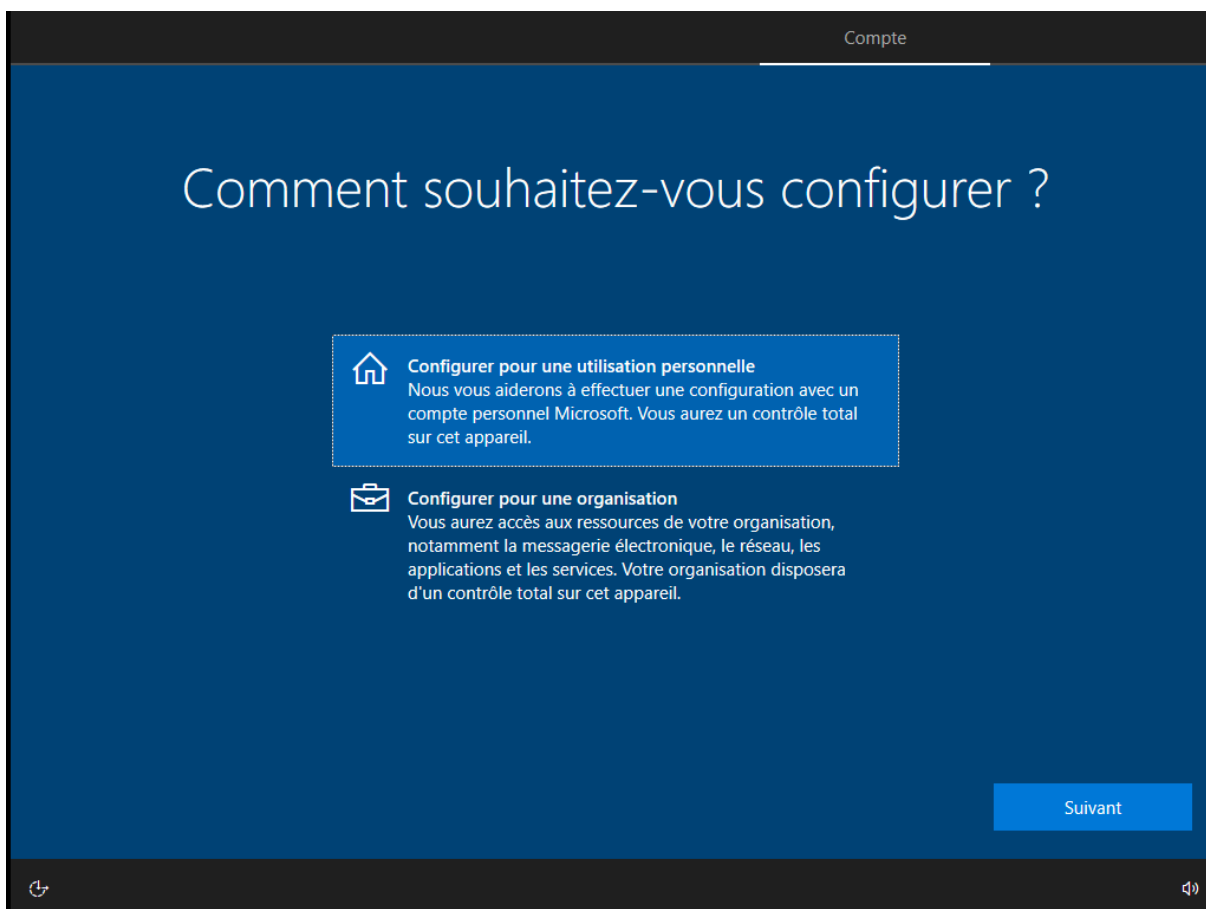 Compte
Comment souhaitez-vous configurer ?
Configurer pour une utilisation personnelle
Nous vous aiderons à effectuer une configuration avec un
compte personnel Microsoft. Vous aurez un contrôle total
sur cet appareil.
Configurer pour une organisation
Vous aurez accès aux ressources de votre organisation,
notamment la messagerie électronique, le réseau, les
applications et les services. Votre organisation disposera
d'un contrôle total sur cet appareil.
Suivant